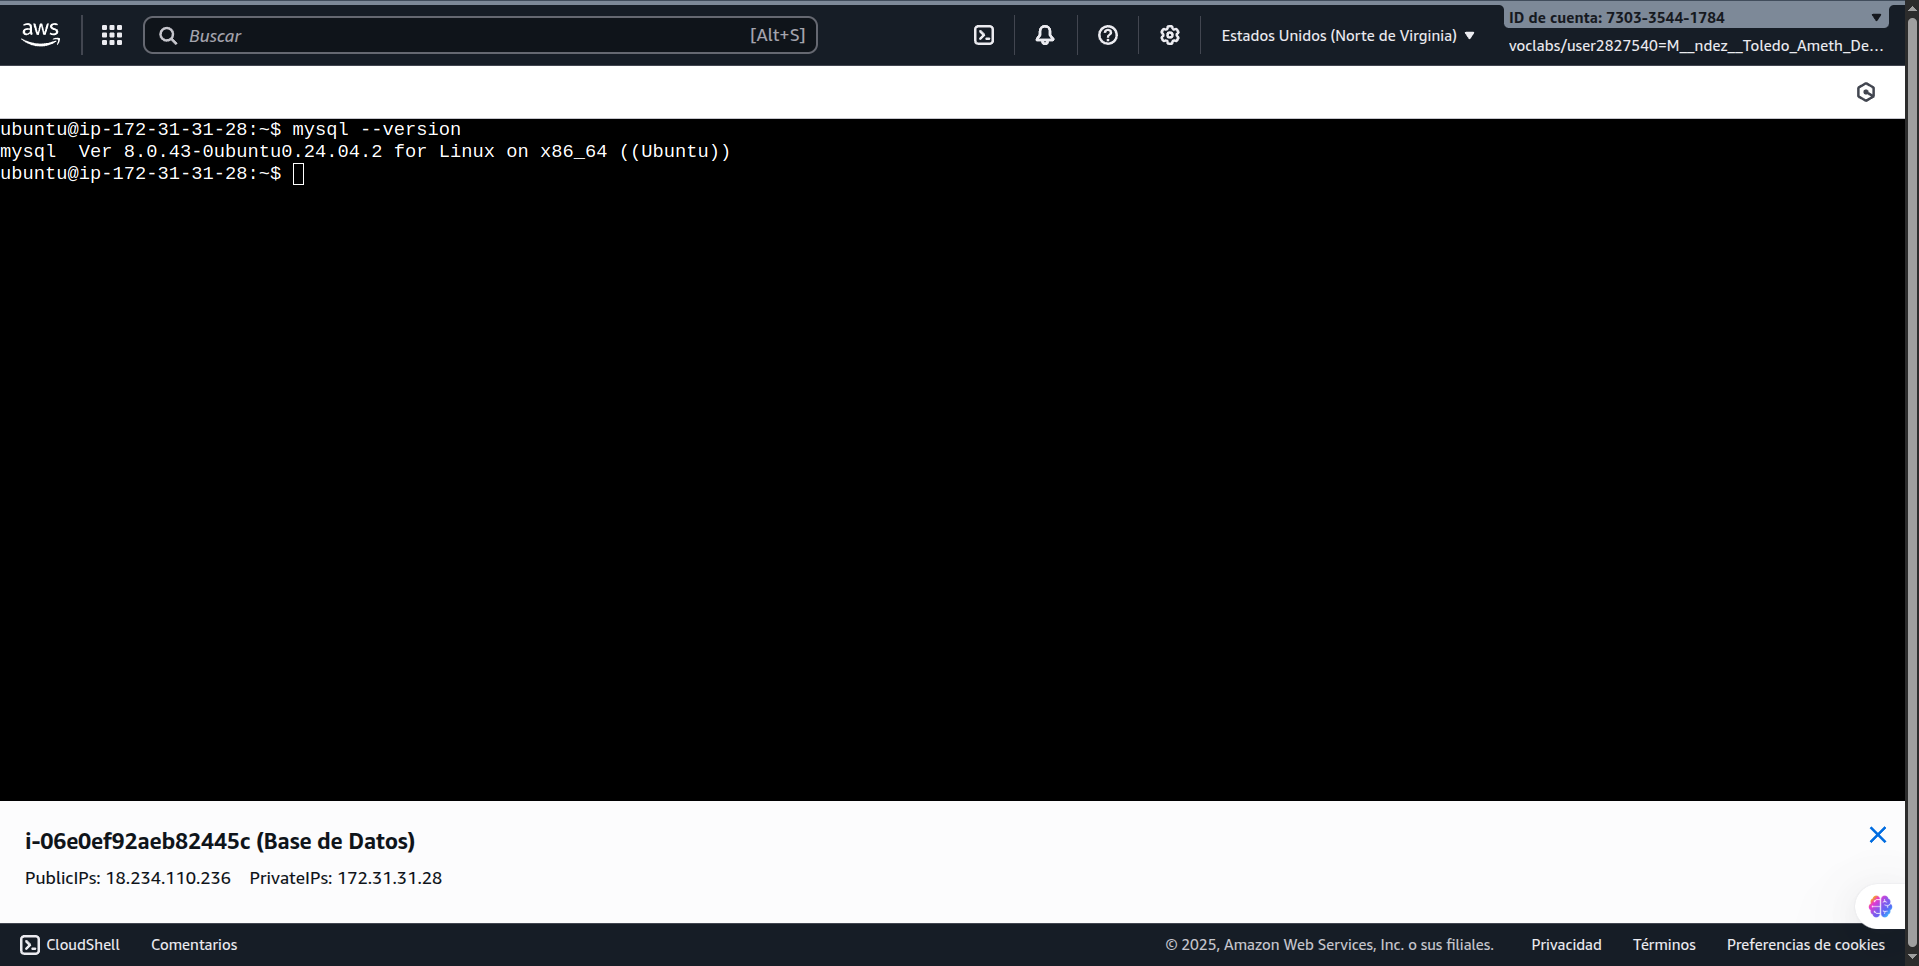 aws
Buscar [Alt+S]
Estados Unidos (Norte de Virginia)
ID de cuenta: 7303-3544-1784
voclabs/user2827540=M__ndez__Toledo_Ameth_De...
ubuntu@ip-172-31-31-28:~$ mysql --version
mysql  Ver 8.0.43-0ubuntu0.24.04.2 for Linux on x86_64 ((Ubuntu))
ubuntu@ip-172-31-31-28:~$
i-06e0ef92aeb82445c (Base de Datos)
PublicIPs: 18.234.110.236 PrivateIPs: 172.31.31.28
CloudShell Comentarios © 2025, Amazon Web Services, Inc. o sus filiales. Privacidad Términos Preferencias de cookies